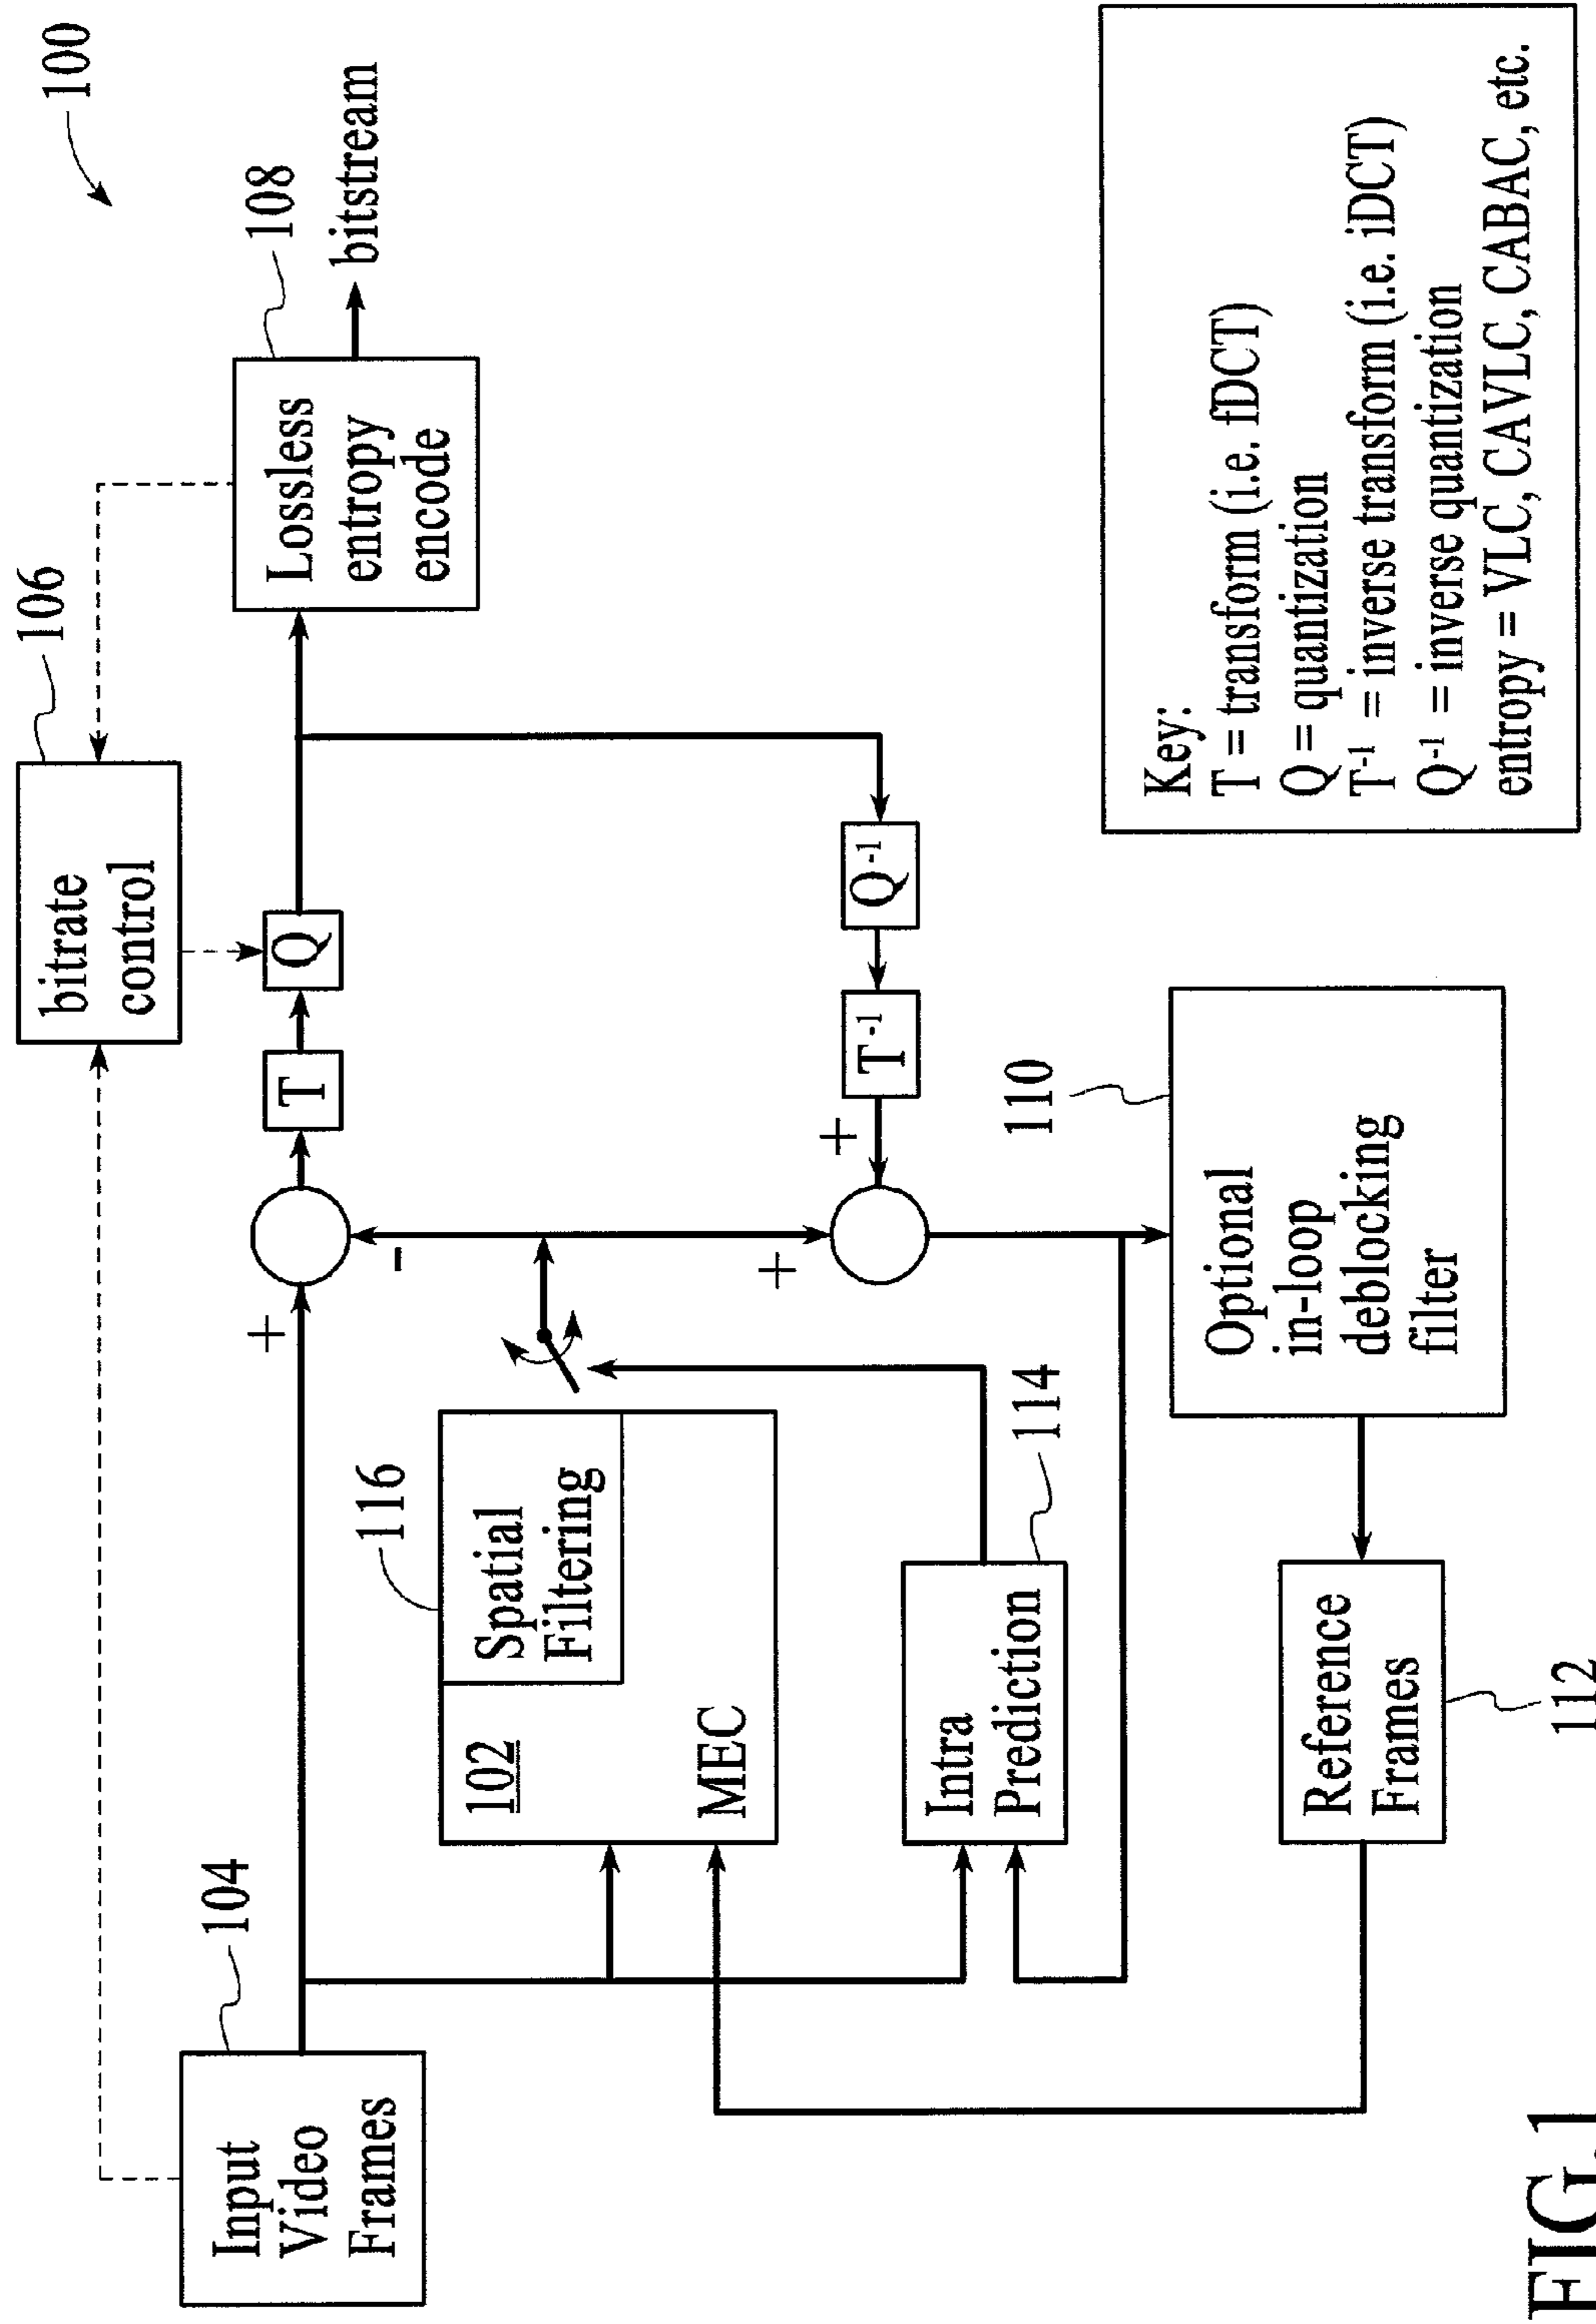 100
106
bitrate
control
108
Lossless
entropy
encode
bitstream
104
Input
Video
Frames
+
T
Q
-
116
Spatial
Filtering
102
MEC
+
+
T-1
Q-1
Intra
Prediction
114
110
Optional
in-loop
deblocking
filter
Reference
Frames
112
Key:
T = transform (i.e. fDCT)
Q = quantization
T-1 = inverse transform (i.e. iDCT)
Q-1 = inverse quantization
entropy = VLC, CAVLC, CABAC, etc.
FIG.1